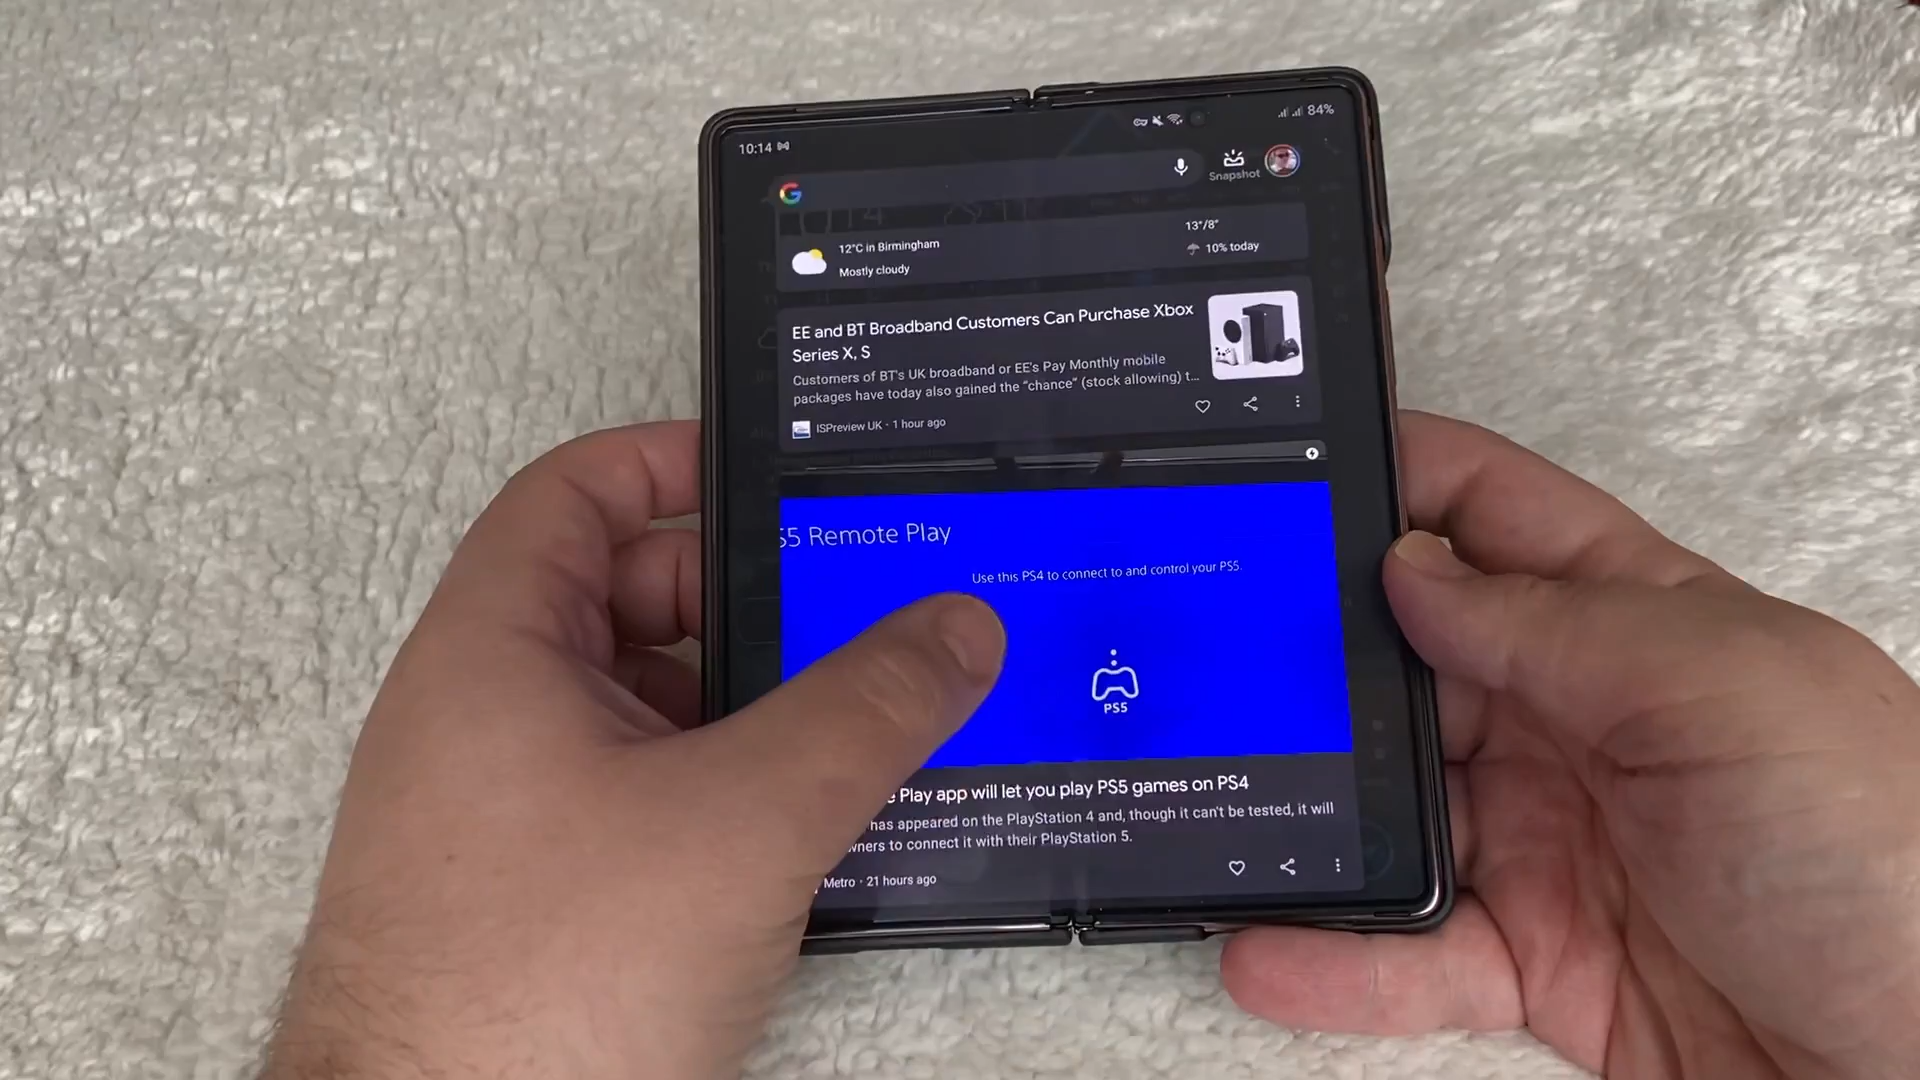 10:14
84%
Snapshot
12°C in Birmingham
Mostly cloudy
13°/8°
10% today
EE and BT Broadband Customers Can Purchase Xbox
Series X, S
Customers of BT's UK broadband or EE's Pay Monthly mobile
packages have today also gained the “chance” (stock allowing) t...
ISPreview UK · 1 hour ago
S5 Remote Play
Use this PS4 to connect to and control your PS5.
PS5
Play app will let you play PS5 games on PS4
has appeared on the PlayStation 4 and, though it can't be tested, it will
to connect it with their PlayStation 5.
Metro · 21 hours ago